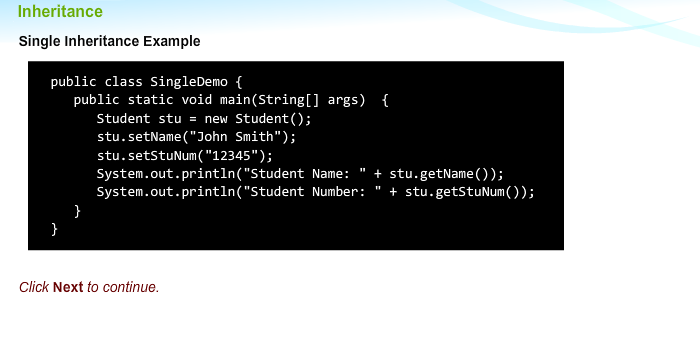 Inheritance
Single Inheritance Example
public class SingleDemo {
public static void main(String[] args)  {
Student stu = new Student();
stu.setName("John Smith");
stu.setStuNum("12345");
System.out.println("Student Name: " + stu.getName());
System.out.println("Student Number: " + stu.getStuNum());
}
}
Click Next to continue.